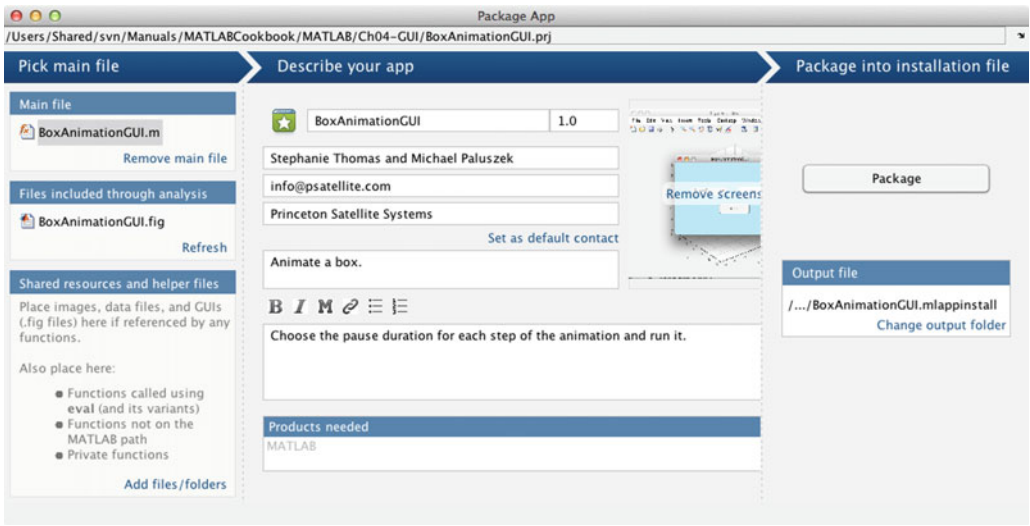 Package App
/Users/Shared/svn/Manuals/MATLABCookbook/MATLAB/Ch04-GUI/BoxAnimationGUI.prj
Pick main file
Describe your app
Package into installation file
Main file
BoxAnimationGUI.m
Remove main file
Files included through analysis
BoxAnimationGUI.fig
Refresh
Shared resources and helper files
Place images, data files, and GUIs
(.fig files) here if referenced by any
functions.
Also place here:
Functions called using
eval (and its variants)
Functions not on the
MATLAB path
Private functions
Add files/folders
BoxAnimationGUI
1.0
Stephanie Thomas and Michael Paluszek
info@psatellite.com
Princeton Satellite Systems
Set as default contact
Animate a box.
B I M
Choose the pause duration for each step of the animation and run it.
Products needed
MATLAB
Remove screens
Package
Output file
/.../BoxAnimationGUI.mlappinstall
Change output folder